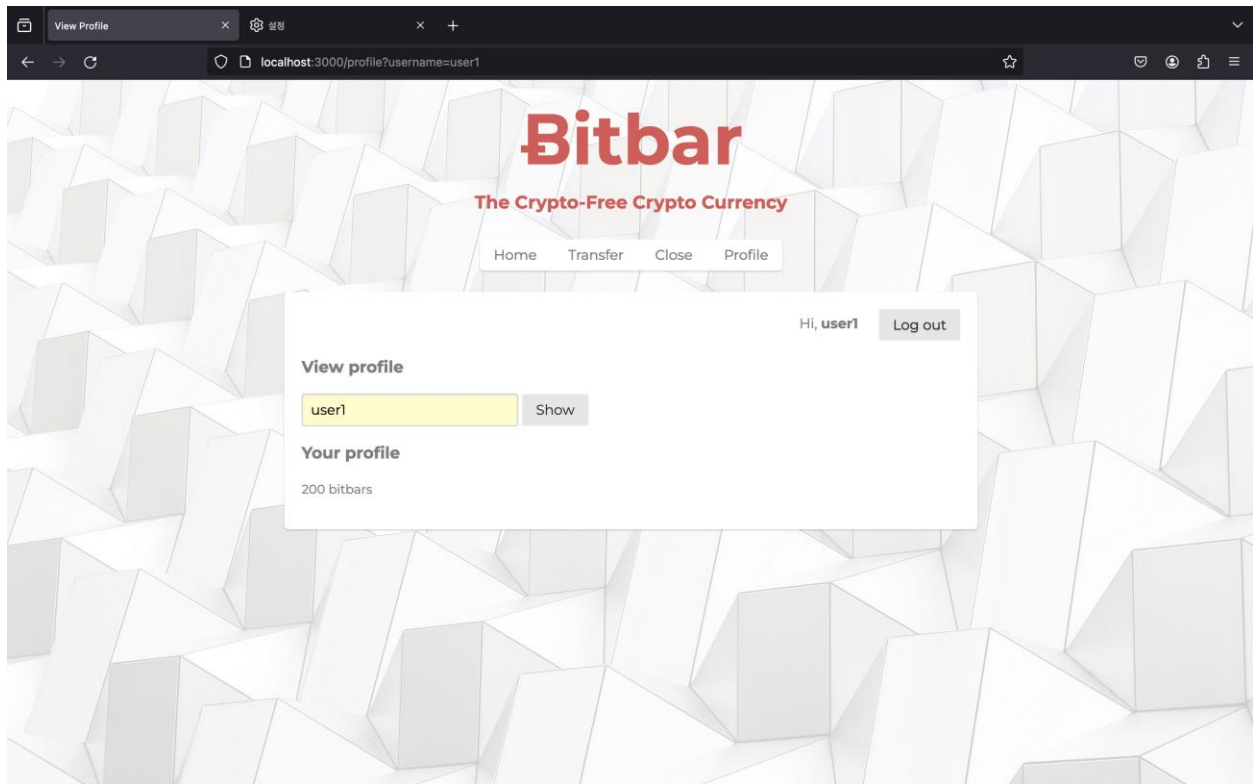 View Profile
설정
localhost:3000/profile?username=user1
Ƀitbar
The Crypto-Free Crypto Currency
Home Transfer Close Profile
Hi, user1 Log out
View profile
user1 Show
Your profile
200 bitbars